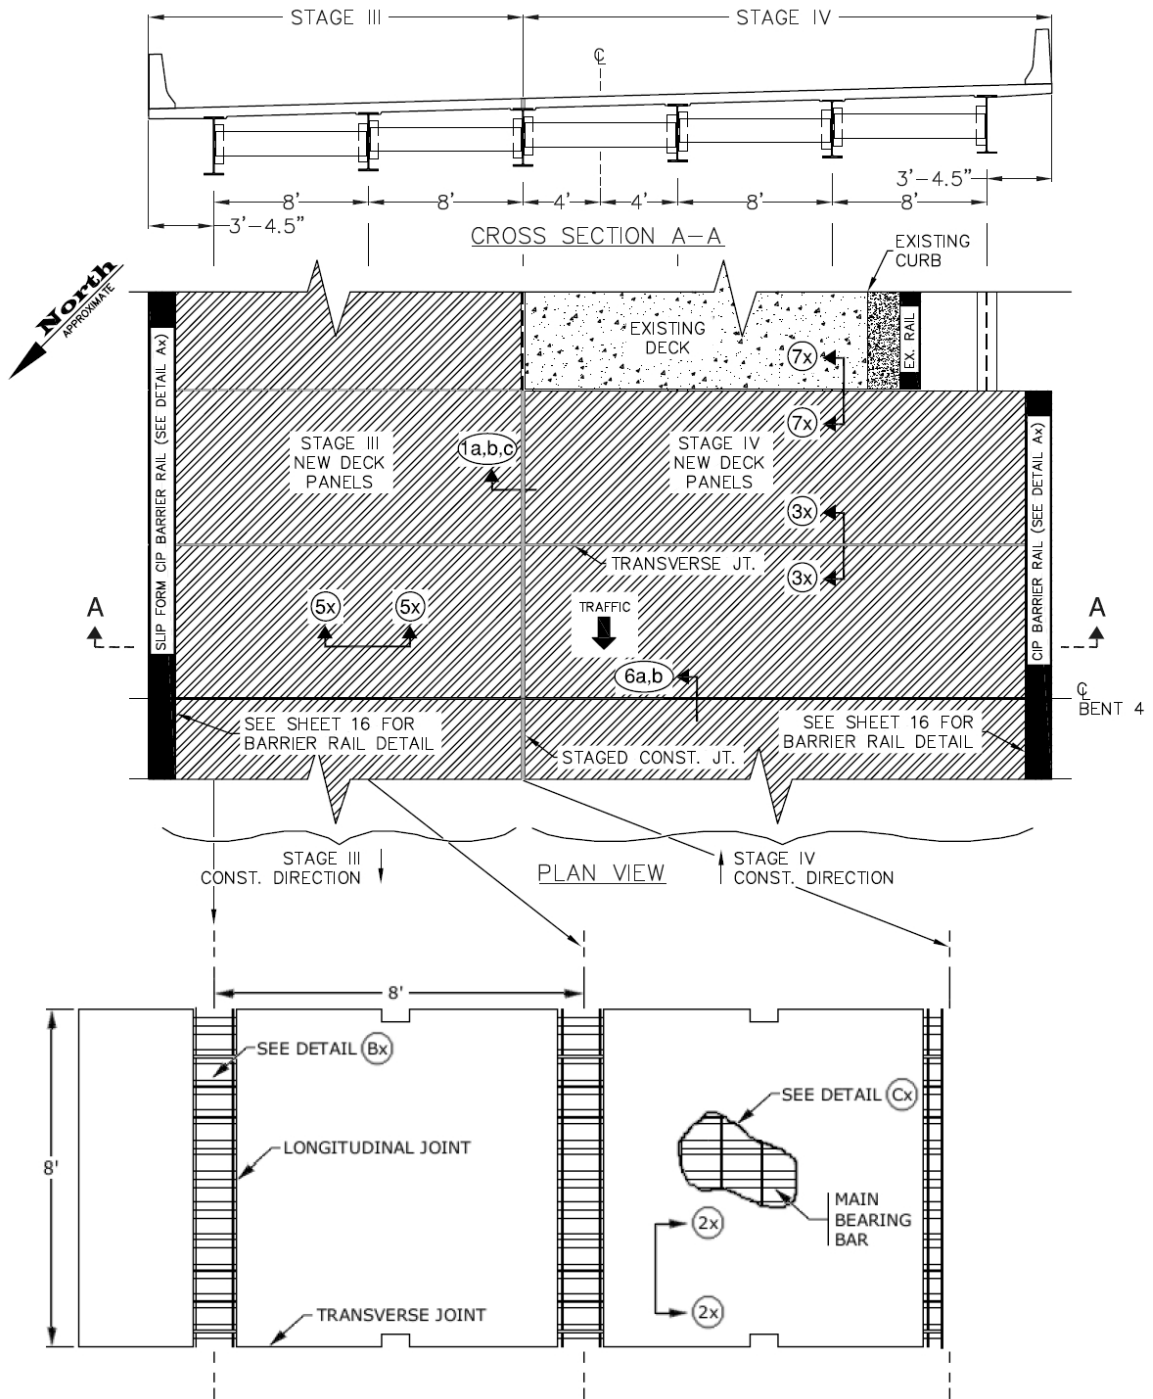 STAGE III
STAGE IV
℄
3'-4.5"
8'
8'
4'
4'
8'
8'
3'-4.5"
CROSS SECTION A-A
EXISTING
CURB
North
APPROXIMATE
EXISTING
DECK
EX. RAIL
7x
7x
SLIP FORM CIP BARRIER RAIL (SEE DETAIL Ax)
STAGE III
NEW DECK
PANELS
1a,b,c
STAGE IV
NEW DECK
PANELS
3x
3x
TRANSVERSE JT.
CIP BARRIER RAIL (SEE DETAIL Ax)
A
5x
5x
TRAFFIC
A
6a,b
℄
BENT 4
SEE SHEET 16 FOR
BARRIER RAIL DETAIL
SEE SHEET 16 FOR
BARRIER RAIL DETAIL
STAGED CONST. JT.
STAGE III
CONST. DIRECTION
PLAN VIEW
STAGE IV
CONST. DIRECTION
8'
SEE DETAIL Bx
SEE DETAIL Cx
LONGITUDINAL JOINT
8'
MAIN
BEARING
BAR
2x
2x
TRANSVERSE JOINT